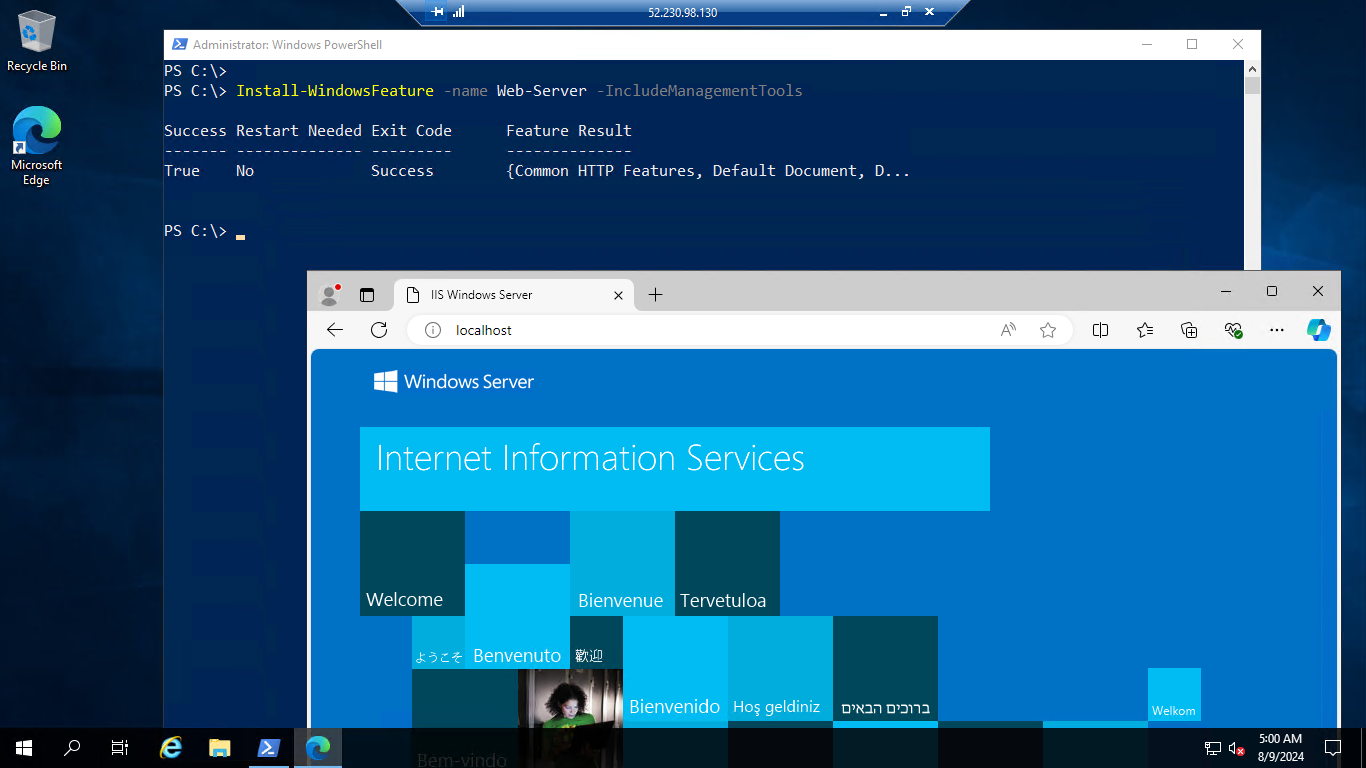 52.230.98.130
Recycle Bin
Microsoft
Edge
Administrator: Windows PowerShell
PS C:\>
PS C:\> Install-WindowsFeature -name Web-Server -IncludeManagementTools
Success Restart Needed Exit Code      Feature Result
------- -------------- ---------      --------------
True    No             Success        {Common HTTP Features, Default Document, D...
PS C:\>
IIS Windows Server
localhost
Windows Server
Internet Information Services
Welcome
Bienvenue
Tervetuloa
ようこそ
Benvenuto
歡迎
Bienvenido
Hoş geldiniz
ברוכים הבאים
Welkom
Bem-vindo
5:00 AM
8/9/2024